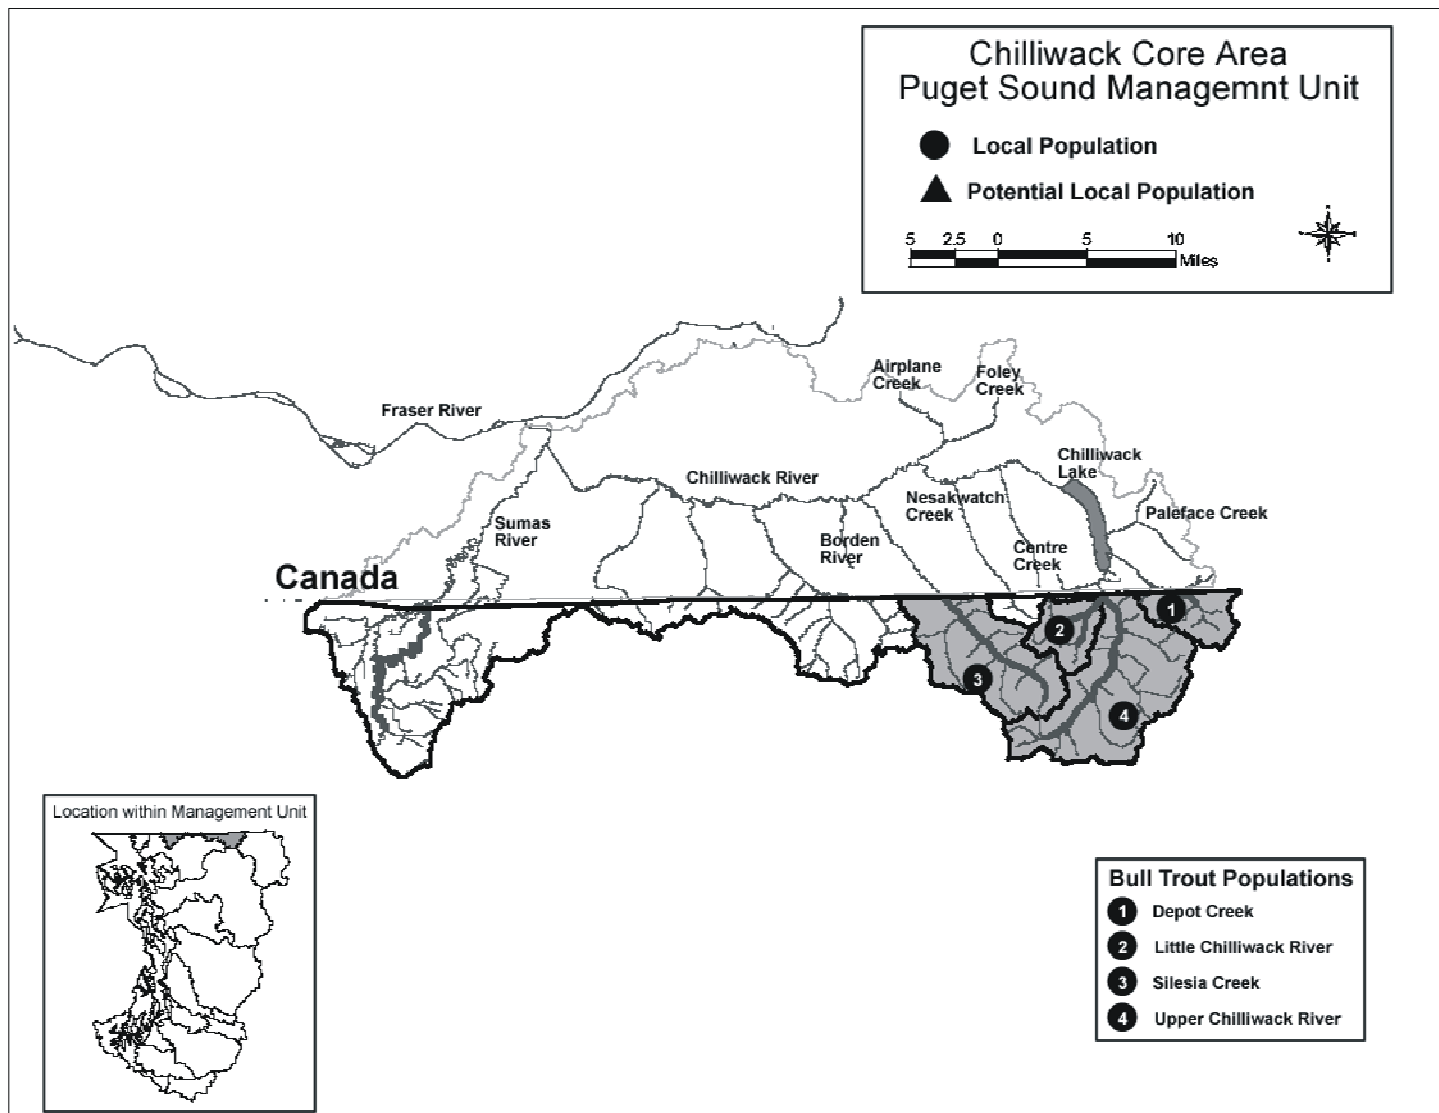 Chilliwack Core Area
Puget Sound Managemnt Unit
Local Population
Potential Local Population
5 2.5 0 5 10
Miles
Airplane
Creek
Foley
Creek
Fraser River
Chilliwack
Lake
Chilliwack River
Nesakwatch
Creek
Paleface Creek
Sumas
River
Borden
River
Centre
Creek
Canada
1
2
3
4
Location within Management Unit
Bull Trout Populations
1 Depot Creek
2 Little Chilliwack River
3 Silesia Creek
4 Upper Chilliwack River